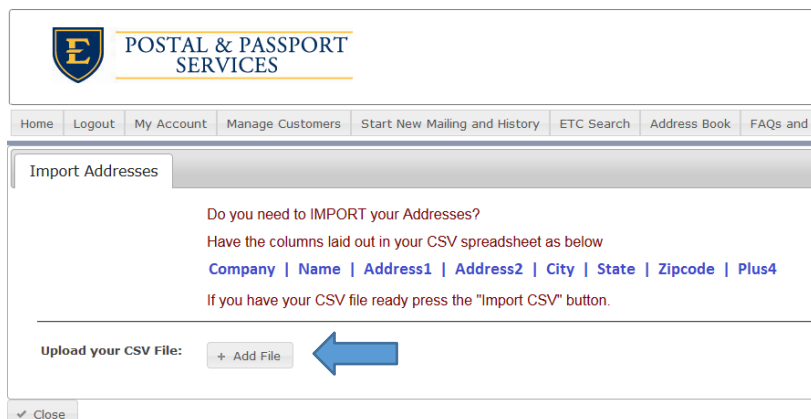 E
POSTAL & PASSPORT
SERVICES
Home Logout My Account Manage Customers Start New Mailing and History ETC Search Address Book FAQs and
Import Addresses
Do you need to IMPORT your Addresses?
Have the columns laid out in your CSV spreadsheet as below
Company | Name | Address1 | Address2 | City | State | Zipcode | Plus4
If you have your CSV file ready press the "Import CSV" button.
Upload your CSV File: + Add File
✓ Close